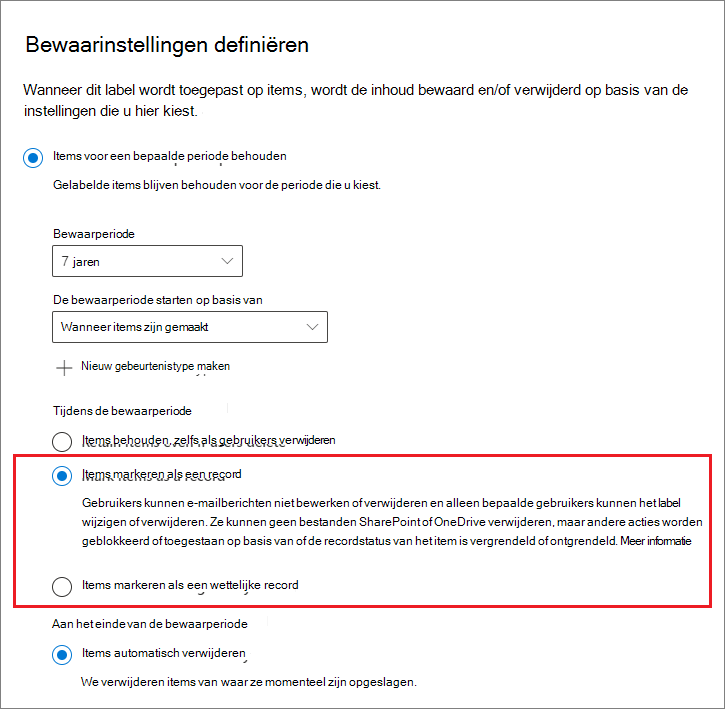 Bewaarinstellingen definiëren
Wanneer dit label wordt toegepast op items, wordt de inhoud bewaard en/of verwijderd op basis van de
instellingen die u hier kiest.
Items voor een bepaalde periode behouden
Gelabelde items blijven behouden voor de periode die u kiest.
Bewaarperiode
7 jaren
De bewaarperiode starten op basis van
Wanneer items zijn gemaakt
Nieuw gebeurtenistype maken
Tijdens de bewaarperiode
Items behouden, zelfs als gebruikers verwijderen
Items markeren als een record
Gebruikers kunnen e-mailberichten niet bewerken of verwijderen en alleen bepaalde gebruikers kunnen het label
wijzigen of verwijderen. Ze kunnen geen bestanden SharePoint of OneDrive verwijderen, maar andere acties worden
geblokkeerd of toegestaan op basis van of de recordstatus van het item is vergrendeld of ontgrendeld. Meer informatie
Items markeren als een wettelijke record
Aan het einde van de bewaarperiode
Items automatisch verwijderen
We verwijderen items van waar ze momenteel zijn opgeslagen.